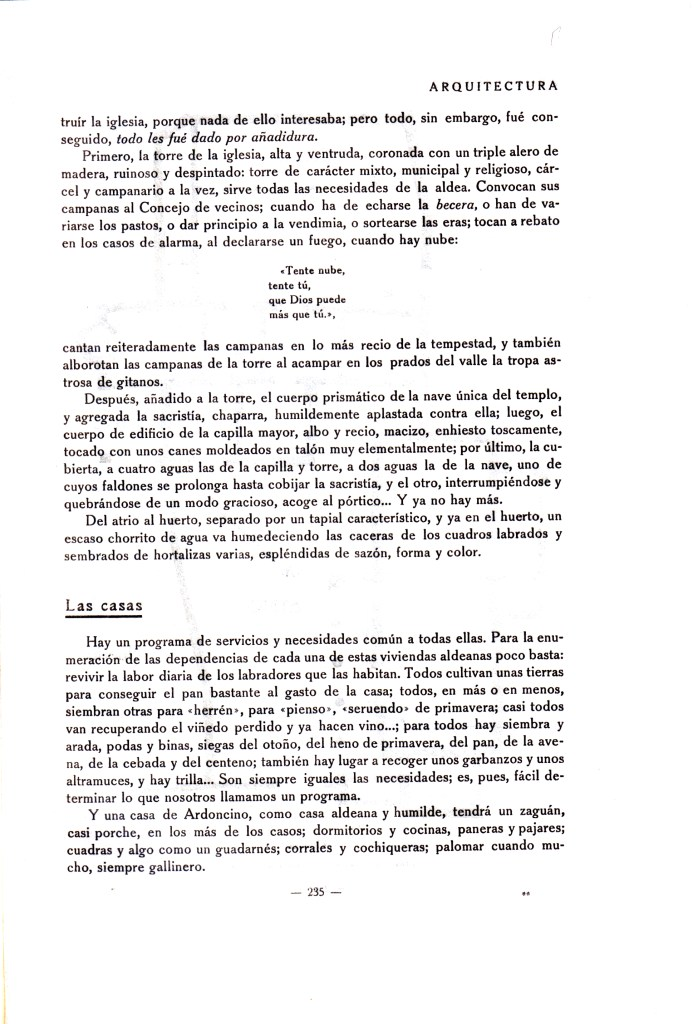 ARQUITECTURA
truír la iglesia, porque nada de ello interesaba; pero todo, sin embargo, fué con-
seguido, todo les fué dado por añadidura.
Primero, la torre de la iglesia, alta y ventruda, coronada con un triple alero de
madera, ruinoso y despintado: torre de carácter mixto, municipal y religioso, cár-
cel y campanario a la vez, sirve todas las necesidades de la aldea. Convocan sus
campanas al Concejo de vecinos; cuando ha de echarse la becera, o han de va-
riarse los pastos, o dar principio a la vendimia, o sortearse las eras; tocan a rebato
en los casos de alarma, al declararse un fuego, cuando hay nube:
«Tente nube,
tente tú,
que Dios puede
más que tú.»,
cantan reiteradamente las campanas en lo más recio de la tempestad, y también
alborotan las campanas de la torre al acampar en los prados del valle la tropa as-
trosa de gitanos.
Después, añadido a la torre, el cuerpo prismático de la nave única del templo,
y agregada la sacristía, chaparra, humildemente aplastada contra ella; luego, el
cuerpo de edificio de la capilla mayor, albo y recio, macizo, enhiesto toscamente,
tocado con unos canes moldeados en talón muy elementalmente; por último, la cu-
bierta, a cuatro aguas las de la capilla y torre, a dos aguas la de la nave, uno de
cuyos faldones se prolonga hasta cobijar la sacristía, y el otro, interrumpiéndose y
quebrándose de un modo gracioso, acoge al pórtico... Y ya no hay más.
Del atrio al huerto, separado por un tapial característico, y ya en el huerto, un
escaso chorrito de agua va humedeciendo las caceras de los cuadros labrados y
sembrados de hortalizas varias, espléndidas de sazón, forma y color.
Las casas
Hay un programa de servicios y necesidades común a todas ellas. Para la enu-
meración de las dependencias de cada una de estas viviendas aldeanas poco basta:
revivir la labor diaria de los labradores que las habitan. Todos cultivan unas tierras
para conseguir el pan bastante al gasto de la casa; todos, en más o en menos,
siembran otras para «herrén», para «pienso», «seruendo» de primavera; casi todos
van recuperando el viñedo perdido y ya hacen vino...; para todos hay siembra y
arada, podas y binas, siegas del otoño, del heno de primavera, del pan, de la ave-
na, de la cebada y del centeno; también hay lugar a recoger unos garbanzos y unos
altramuces, y hay trilla... Son siempre iguales las necesidades; es, pues, fácil de-
terminar lo que nosotros llamamos un programa.
Y una casa de Ardoncino, como casa aldeana y humilde, tendrá un zaguán,
casi porche, en los más de los casos; dormitorios y cocinas, paneras y pajares;
cuadras y algo como un guadarnés; corrales y cochiqueras; palomar cuando mu-
cho, siempre gallinero.
— 235 —
**